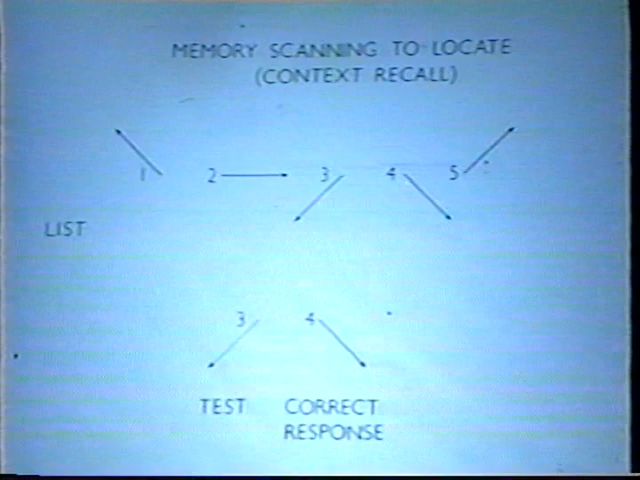 MEMORY SCANNING TO LOCATE
(CONTEXT RECALL)
1 2 3 4 5
LIST
3 4
TEST CORRECT
RESPONSE